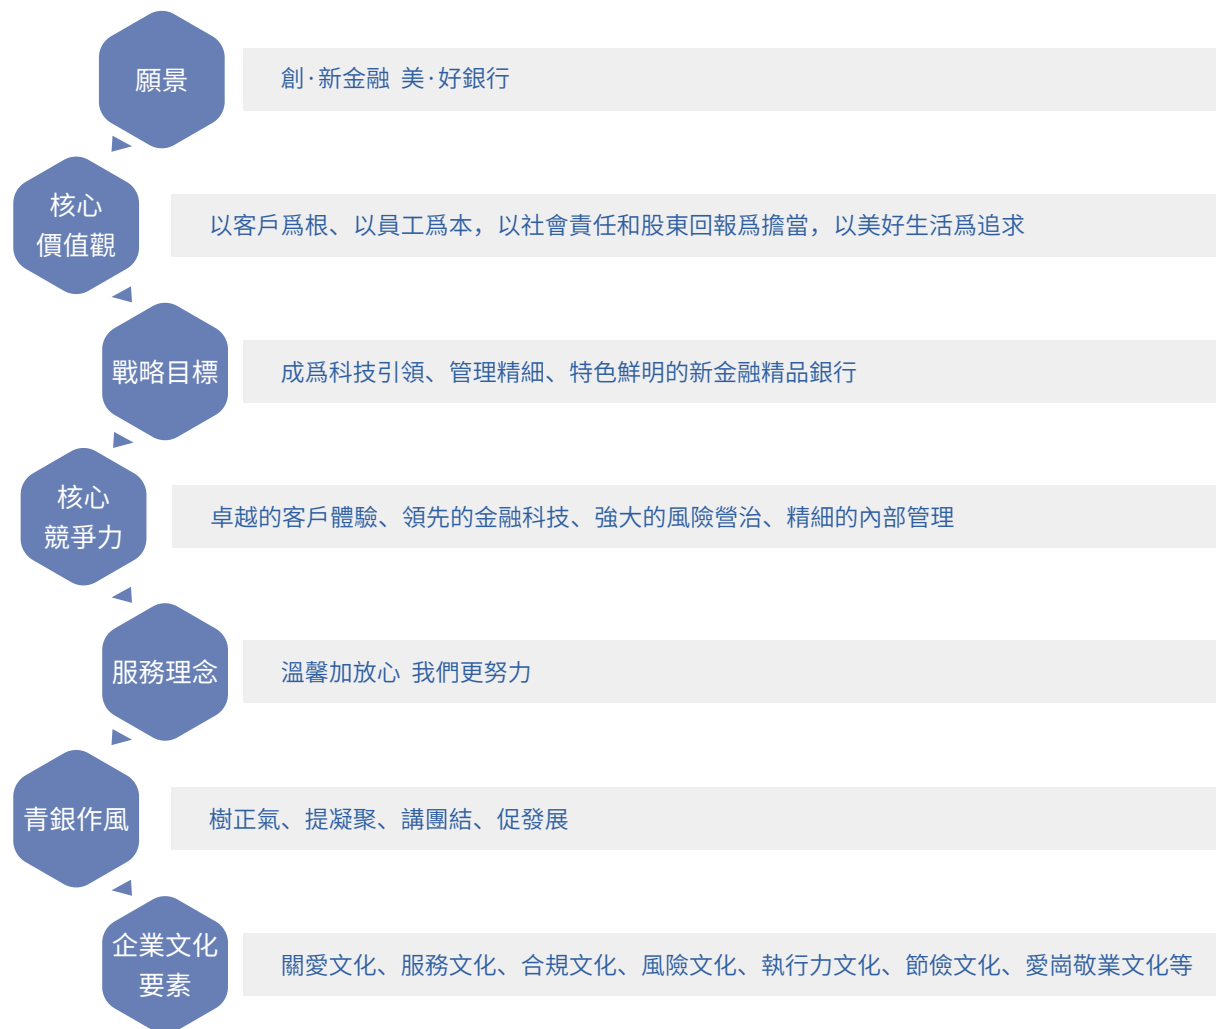 願景
創·新金融 美·好銀行
核心
價值觀
以客戶爲根、以員工爲本，以社會責任和股東回報爲擔當，以美好生活爲追求
戰略目標
成爲科技引領、管理精細、特色鮮明的新金融精品銀行
核心
競爭力
卓越的客戶體驗、領先的金融科技、強大的風險營治、精細的內部管理
服務理念
溫馨加放心 我們更努力
青銀作風
樹正氣、提凝聚、講團結、促發展
企業文化
要素
關愛文化、服務文化、合規文化、風險文化、執行力文化、節儉文化、愛崗敬業文化等